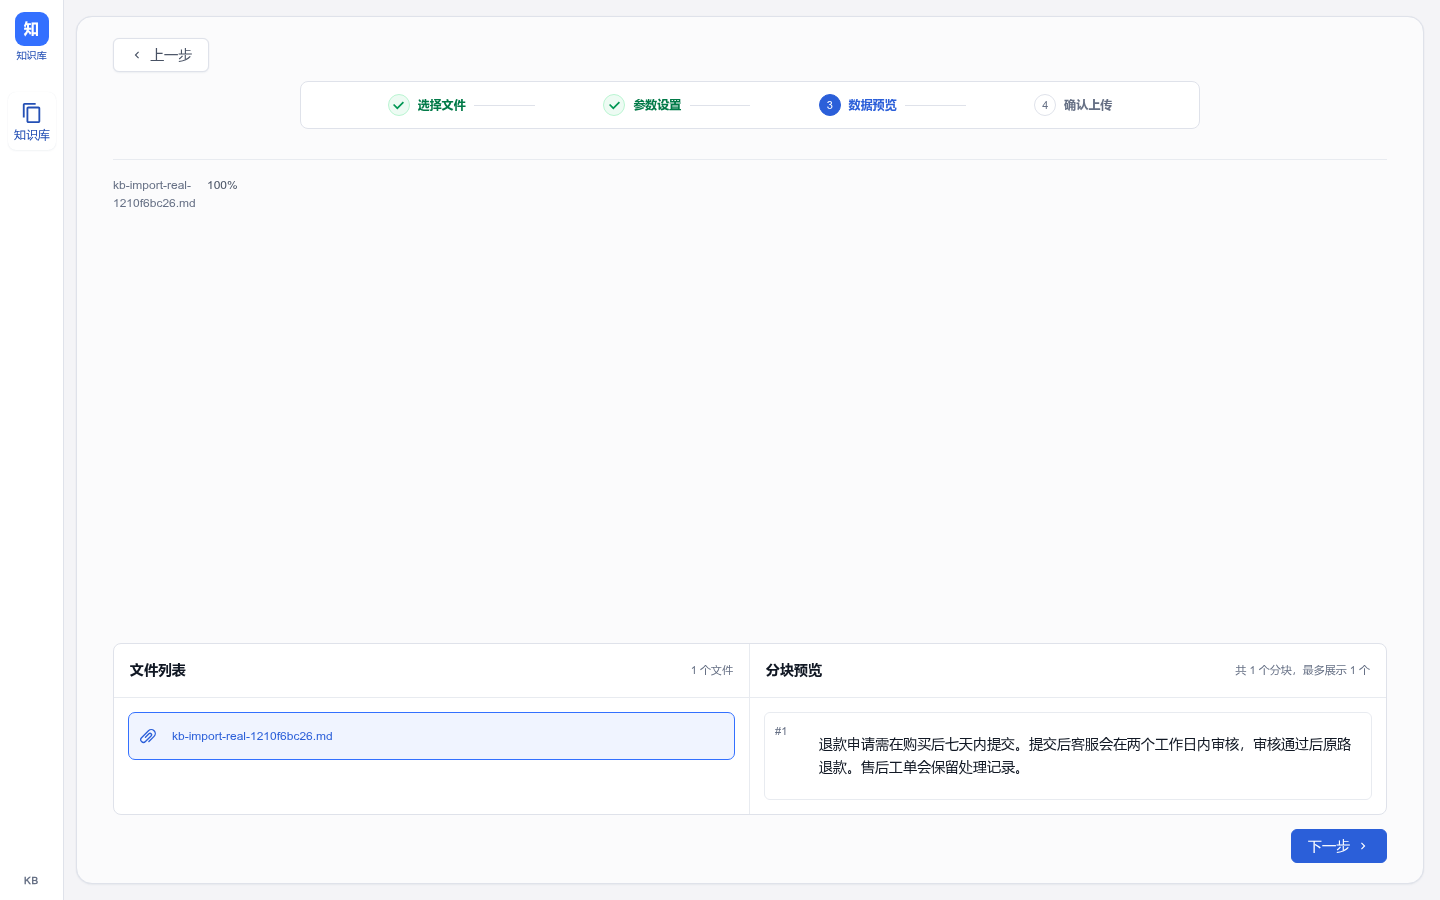 知
知识库
知识库
KB
上一步
选择文件
参数设置
3 数据预览
4 确认上传
kb-import-real-1210f6bc26.md 100%
文件列表
1 个文件
kb-import-real-1210f6bc26.md
分块预览
共 1 个分块，最多展示 1 个
#1
退款申请需在购买后七天内提交。提交后客服会在两个工作日内审核，审核通过后原路
退款。售后工单会保留处理记录。
下一步